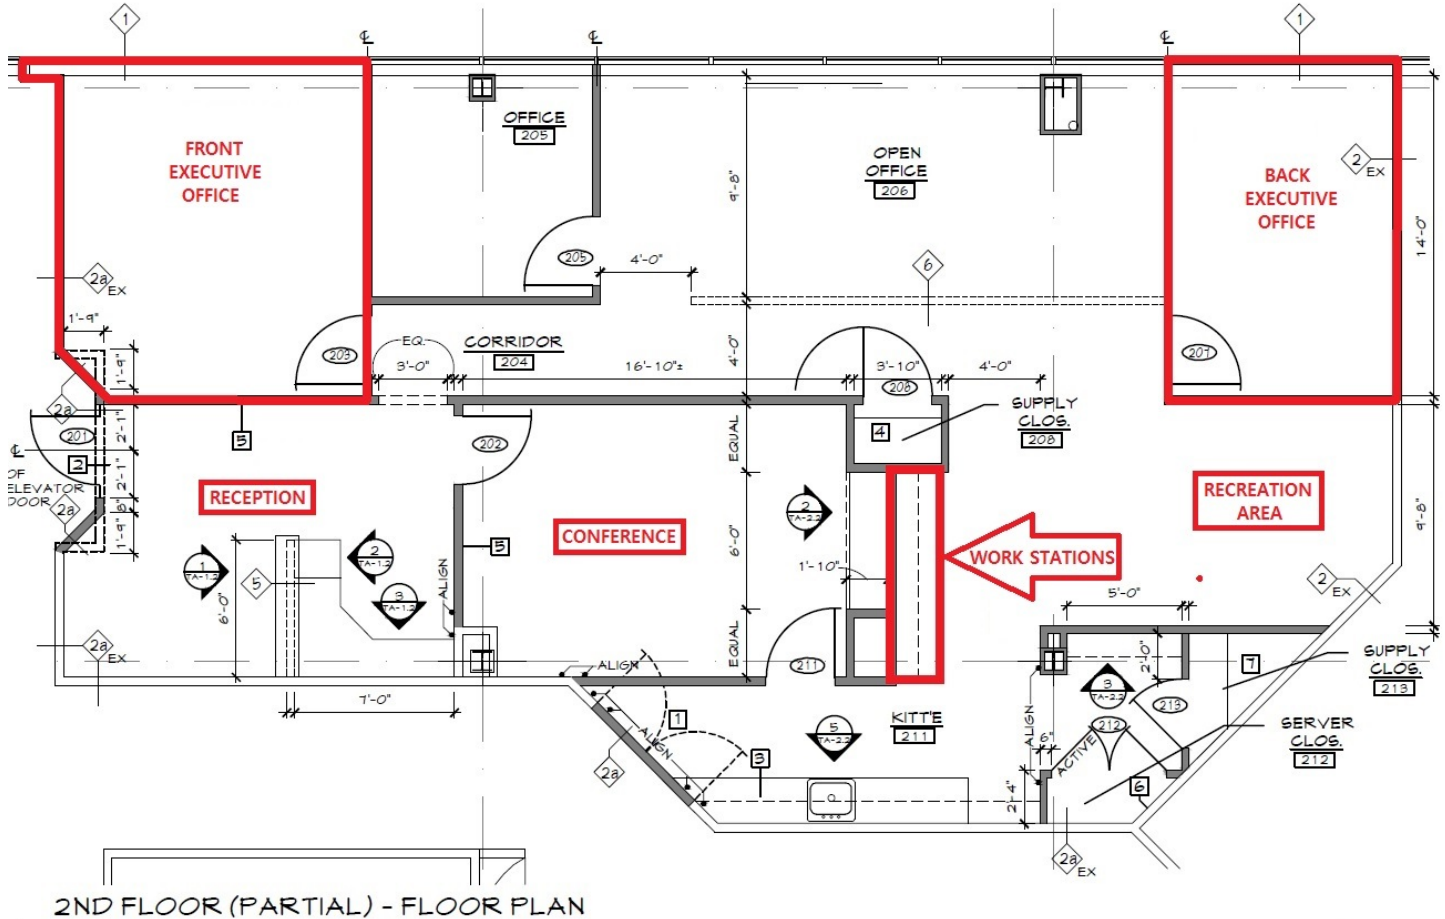 1
1
℄
℄
℄
FRONT
EXECUTIVE
OFFICE
OFFICE
205
OPEN
OFFICE
206
9'-8"
2
EX
BACK
EXECUTIVE
OFFICE
14'-0"
2a
EX
205
4'-0"
6
1'-9"
203
EQ.
3'-0"
CORRIDOR
204
16'-10"±
4'-0"
3'-10"
208
4'-0"
207
1'-9"
2a
5
SUPPLY
CLOS.
208
201
2'-1"
202
EQUAL
4
℄
OF
ELEVATOR
DOOR
2
2'-1"
8"
2a
1'-9"
RECEPTION
CONFERENCE
RECREATION
AREA
9'-8"
2
TA-2.2
6'-0"
5
WORK STATIONS
1
TA-1.2
2
TA-1.2
3
TA-1.2
5
6'-0"
ALIGN
1'-10"
2
EX
5'-0"
2a
EX
EQUAL
211
ALIGN
2'-0"
7
SUPPLY
CLOS.
213
7'-0"
1
ALIGN
5
TA-2.2
KITT'E
211
3
TA-2.2
213
212
ALIGN
6"
ACTIVE
SERVER
CLOS.
212
2a
3
2'-4"
6
2a
EX
2ND FLOOR (PARTIAL) - FLOOR PLAN